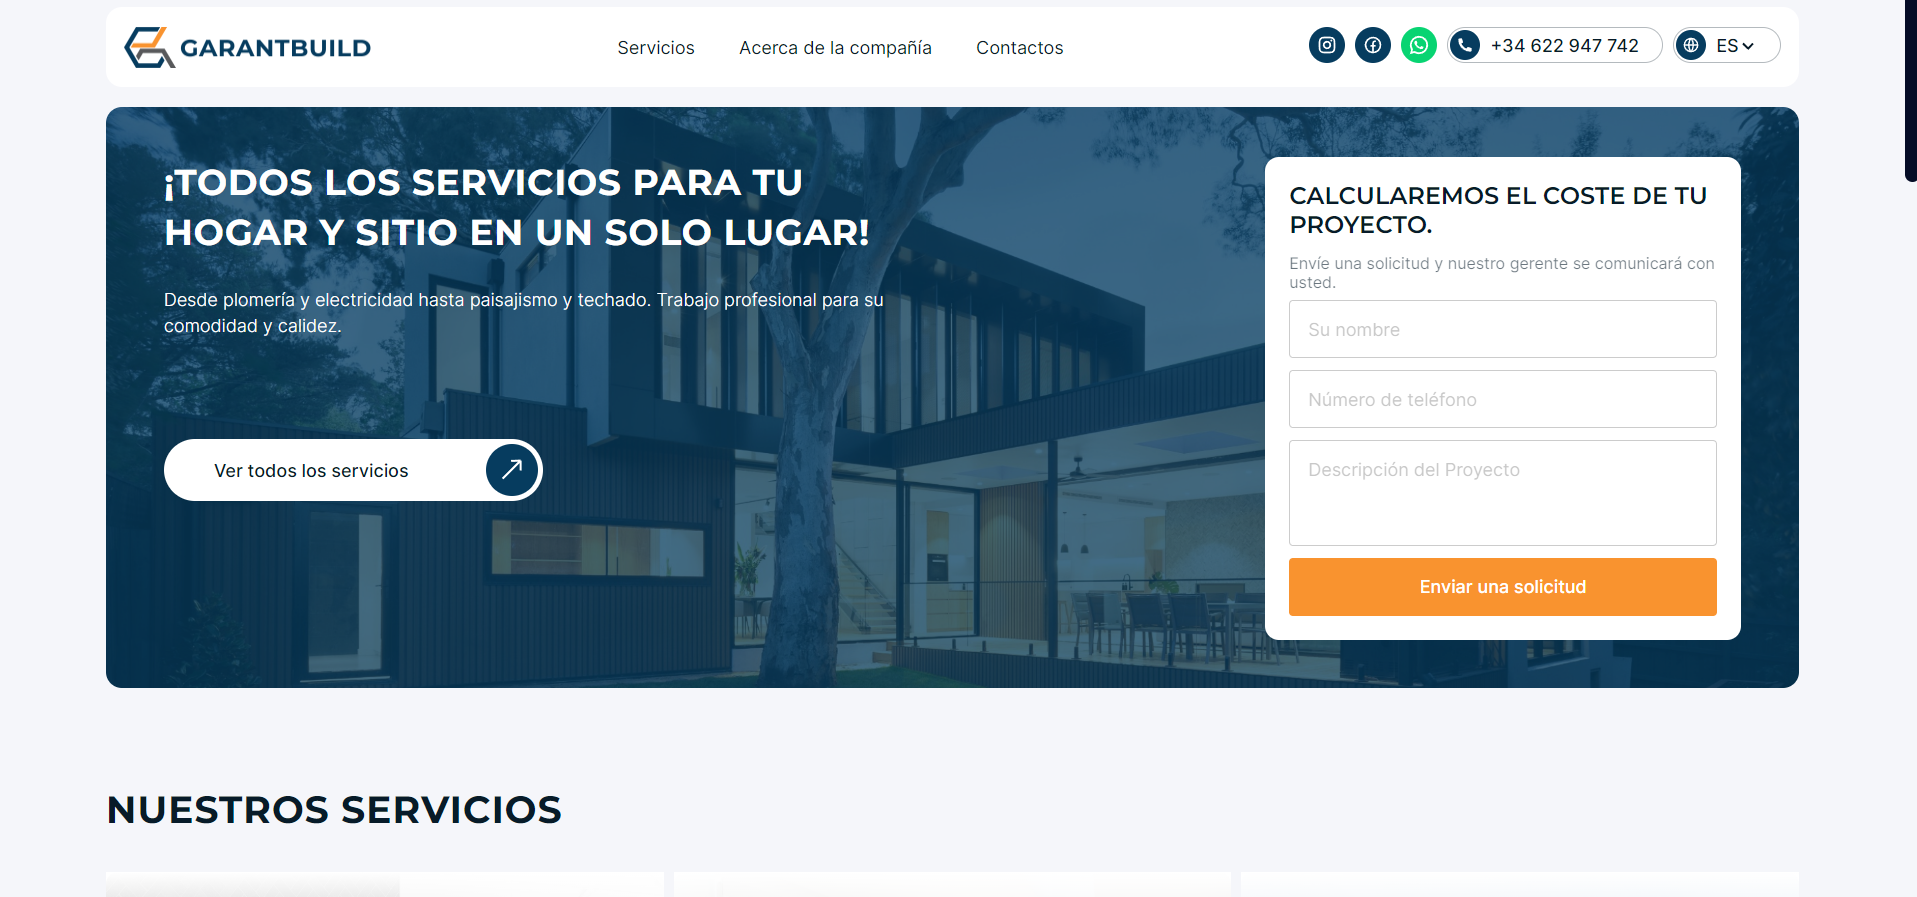 GARANTBUILD
Servicios
Acerca de la compañía
Contactos
+34 622 947 742
ES
¡TODOS LOS SERVICIOS PARA TU
HOGAR Y SITIO EN UN SOLO LUGAR!
Desde plomería y electricidad hasta paisajismo y techado. Trabajo profesional para su
comodidad y calidez.
Ver todos los servicios
CALCULAREMOS EL COSTE DE TU
PROYECTO.
Envíe una solicitud y nuestro gerente se comunicará con
usted.
Su nombre
Número de teléfono
Descripción del Proyecto
Enviar una solicitud
NUESTROS SERVICIOS